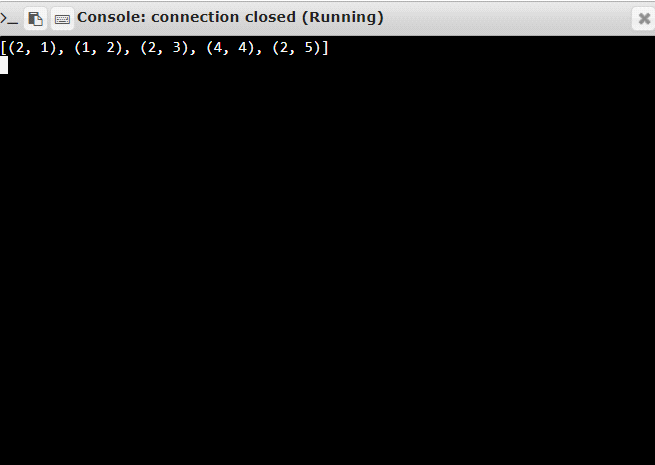 >_ Console: connection closed (Running)
[(2, 1), (1, 2), (2, 3), (4, 4), (2, 5)]